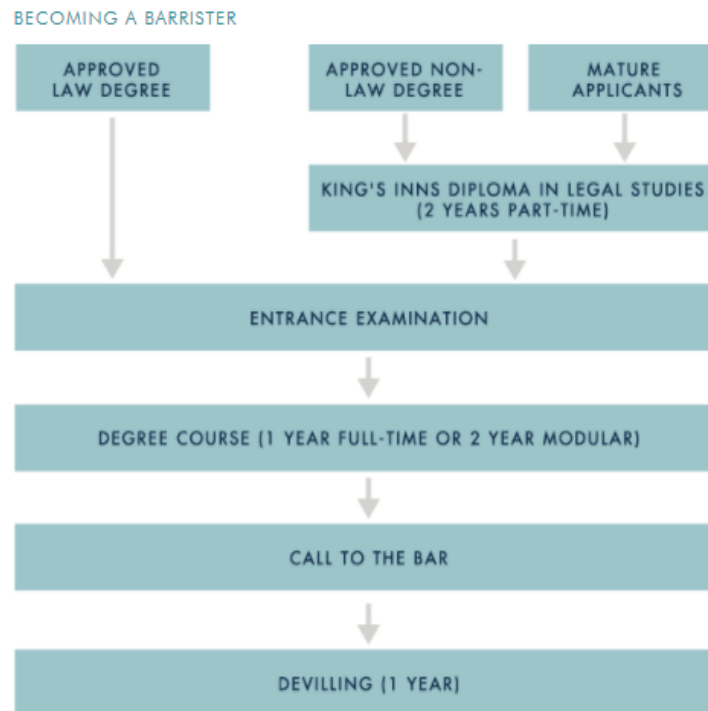 BECOMING A BARRISTER
APPROVED
LAW DEGREE
APPROVED NON-
LAW DEGREE
MATURE
APPLICANTS
KING'S INNS DIPLOMA IN LEGAL STUDIES
(2 YEARS PART-TIME)
ENTRANCE EXAMINATION
DEGREE COURSE (1 YEAR FULL-TIME OR 2 YEAR MODULAR)
CALL TO THE BAR
DEVILLING (1 YEAR)